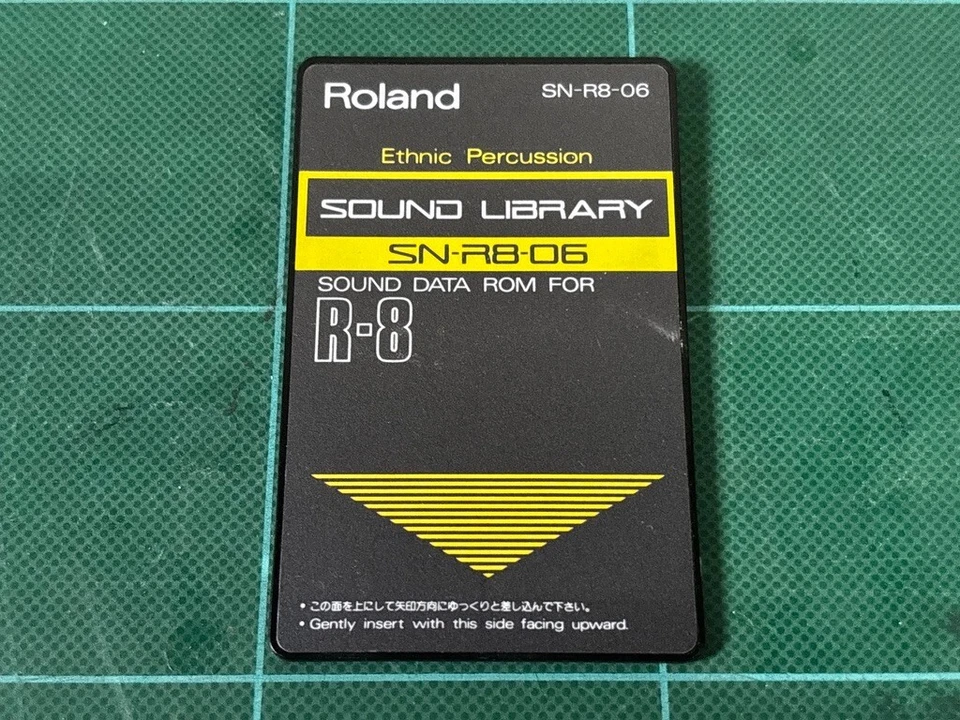 Roland SN-R8-06
Ethnic Percussion
SOUND LIBRARY
SN-R8-06
SOUND DATA ROM FOR
R-8
• この面を上にして矢印方向にゆっくりと差し込んで下さい。
• Gently insert with this side facing upward.